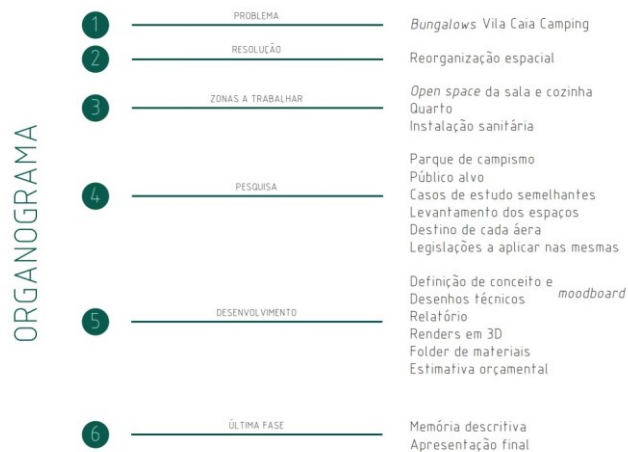 ORGANOGRAMA
1 PROBLEMA Bungalows Vila Caia Camping
2 RESOLUÇÃO Reorganização espacial
3 ZONAS A TRABALHAR Open space da sala e cozinha
Quarto
Instalação sanitária
4 PESQUISA Parque de campismo
Público alvo
Casos de estudo semelhantes
Levantamento dos espaços
Destino de cada áera
Legislações a aplicar nas mesmas
5 DESENVOLVIMENTO Definição de conceito e moodboard
Desenhos técnicos
Relatório
Renders em 3D
Folder de materiais
Estimativa orçamental
6 ÚLTIMA FASE Memória descritiva
Apresentação final